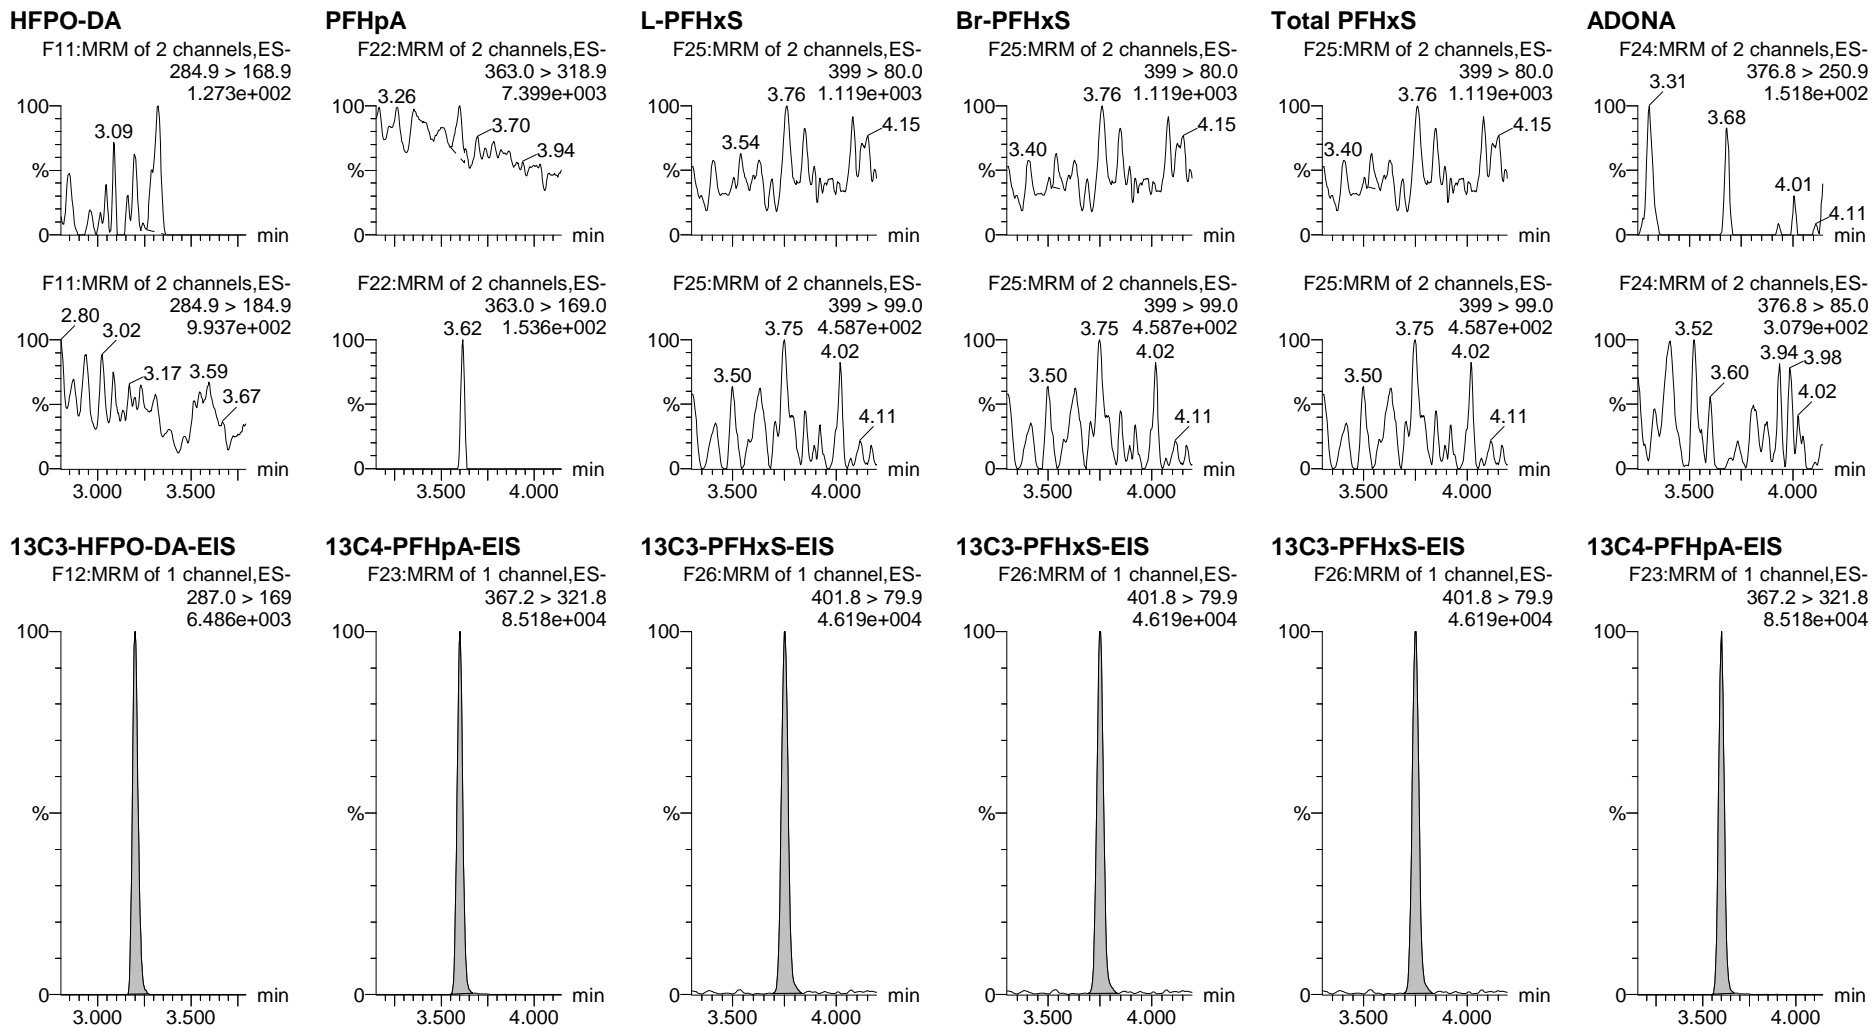 HFPO-DA
F11:MRM of 2 channels,ES-
284.9 > 168.9
1.273e+002
100
3.09
%
0
min
F11:MRM of 2 channels,ES-
284.9 > 184.9
9.937e+002
2.80
3.02
100
3.17
3.59
3.67
%
0
min
3.000
3.500
PFHpA
F22:MRM of 2 channels,ES-
363.0 > 318.9
7.399e+003
3.26
100
3.70
3.94
%
0
min
F22:MRM of 2 channels,ES-
363.0 > 169.0
3.62
1.536e+002
100
%
0
min
3.500
4.000
L-PFHxS
F25:MRM of 2 channels,ES-
399 > 80.0
3.76
1.119e+003
100
3.54
4.15
%
0
min
F25:MRM of 2 channels,ES-
399 > 99.0
3.75
4.587e+002
100
4.02
3.50
4.11
%
0
min
3.500
4.000
Br-PFHxS
F25:MRM of 2 channels,ES-
399 > 80.0
3.76
1.119e+003
100
3.40
4.15
%
0
min
F25:MRM of 2 channels,ES-
399 > 99.0
3.75
4.587e+002
100
4.02
3.50
4.11
%
0
min
3.500
4.000
Total PFHxS
F25:MRM of 2 channels,ES-
399 > 80.0
3.76
1.119e+003
100
3.40
4.15
%
0
min
F25:MRM of 2 channels,ES-
399 > 99.0
3.75
4.587e+002
100
4.02
3.50
4.11
%
0
min
3.500
4.000
ADONA
F24:MRM of 2 channels,ES-
376.8 > 250.9
1.518e+002
3.31
100
3.68
%
4.01
4.11
0
min
F24:MRM of 2 channels,ES-
376.8 > 85.0
3.079e+002
3.52
100
3.94
3.98
3.60
4.02
%
0
min
3.500
4.000
13C3-HFPO-DA-EIS
F12:MRM of 1 channel,ES-
287.0 > 169
6.486e+003
100
%
0
min
3.000
3.500
13C4-PFHpA-EIS
F23:MRM of 1 channel,ES-
367.2 > 321.8
8.518e+004
100
%
0
min
3.500
4.000
13C3-PFHxS-EIS
F26:MRM of 1 channel,ES-
401.8 > 79.9
4.619e+004
100
%
0
min
3.500
4.000
13C3-PFHxS-EIS
F26:MRM of 1 channel,ES-
401.8 > 79.9
4.619e+004
100
%
0
min
3.500
4.000
13C3-PFHxS-EIS
F26:MRM of 1 channel,ES-
401.8 > 79.9
4.619e+004
100
%
0
min
3.500
4.000
13C4-PFHpA-EIS
F23:MRM of 1 channel,ES-
367.2 > 321.8
8.518e+004
100
%
0
min
3.500
4.000